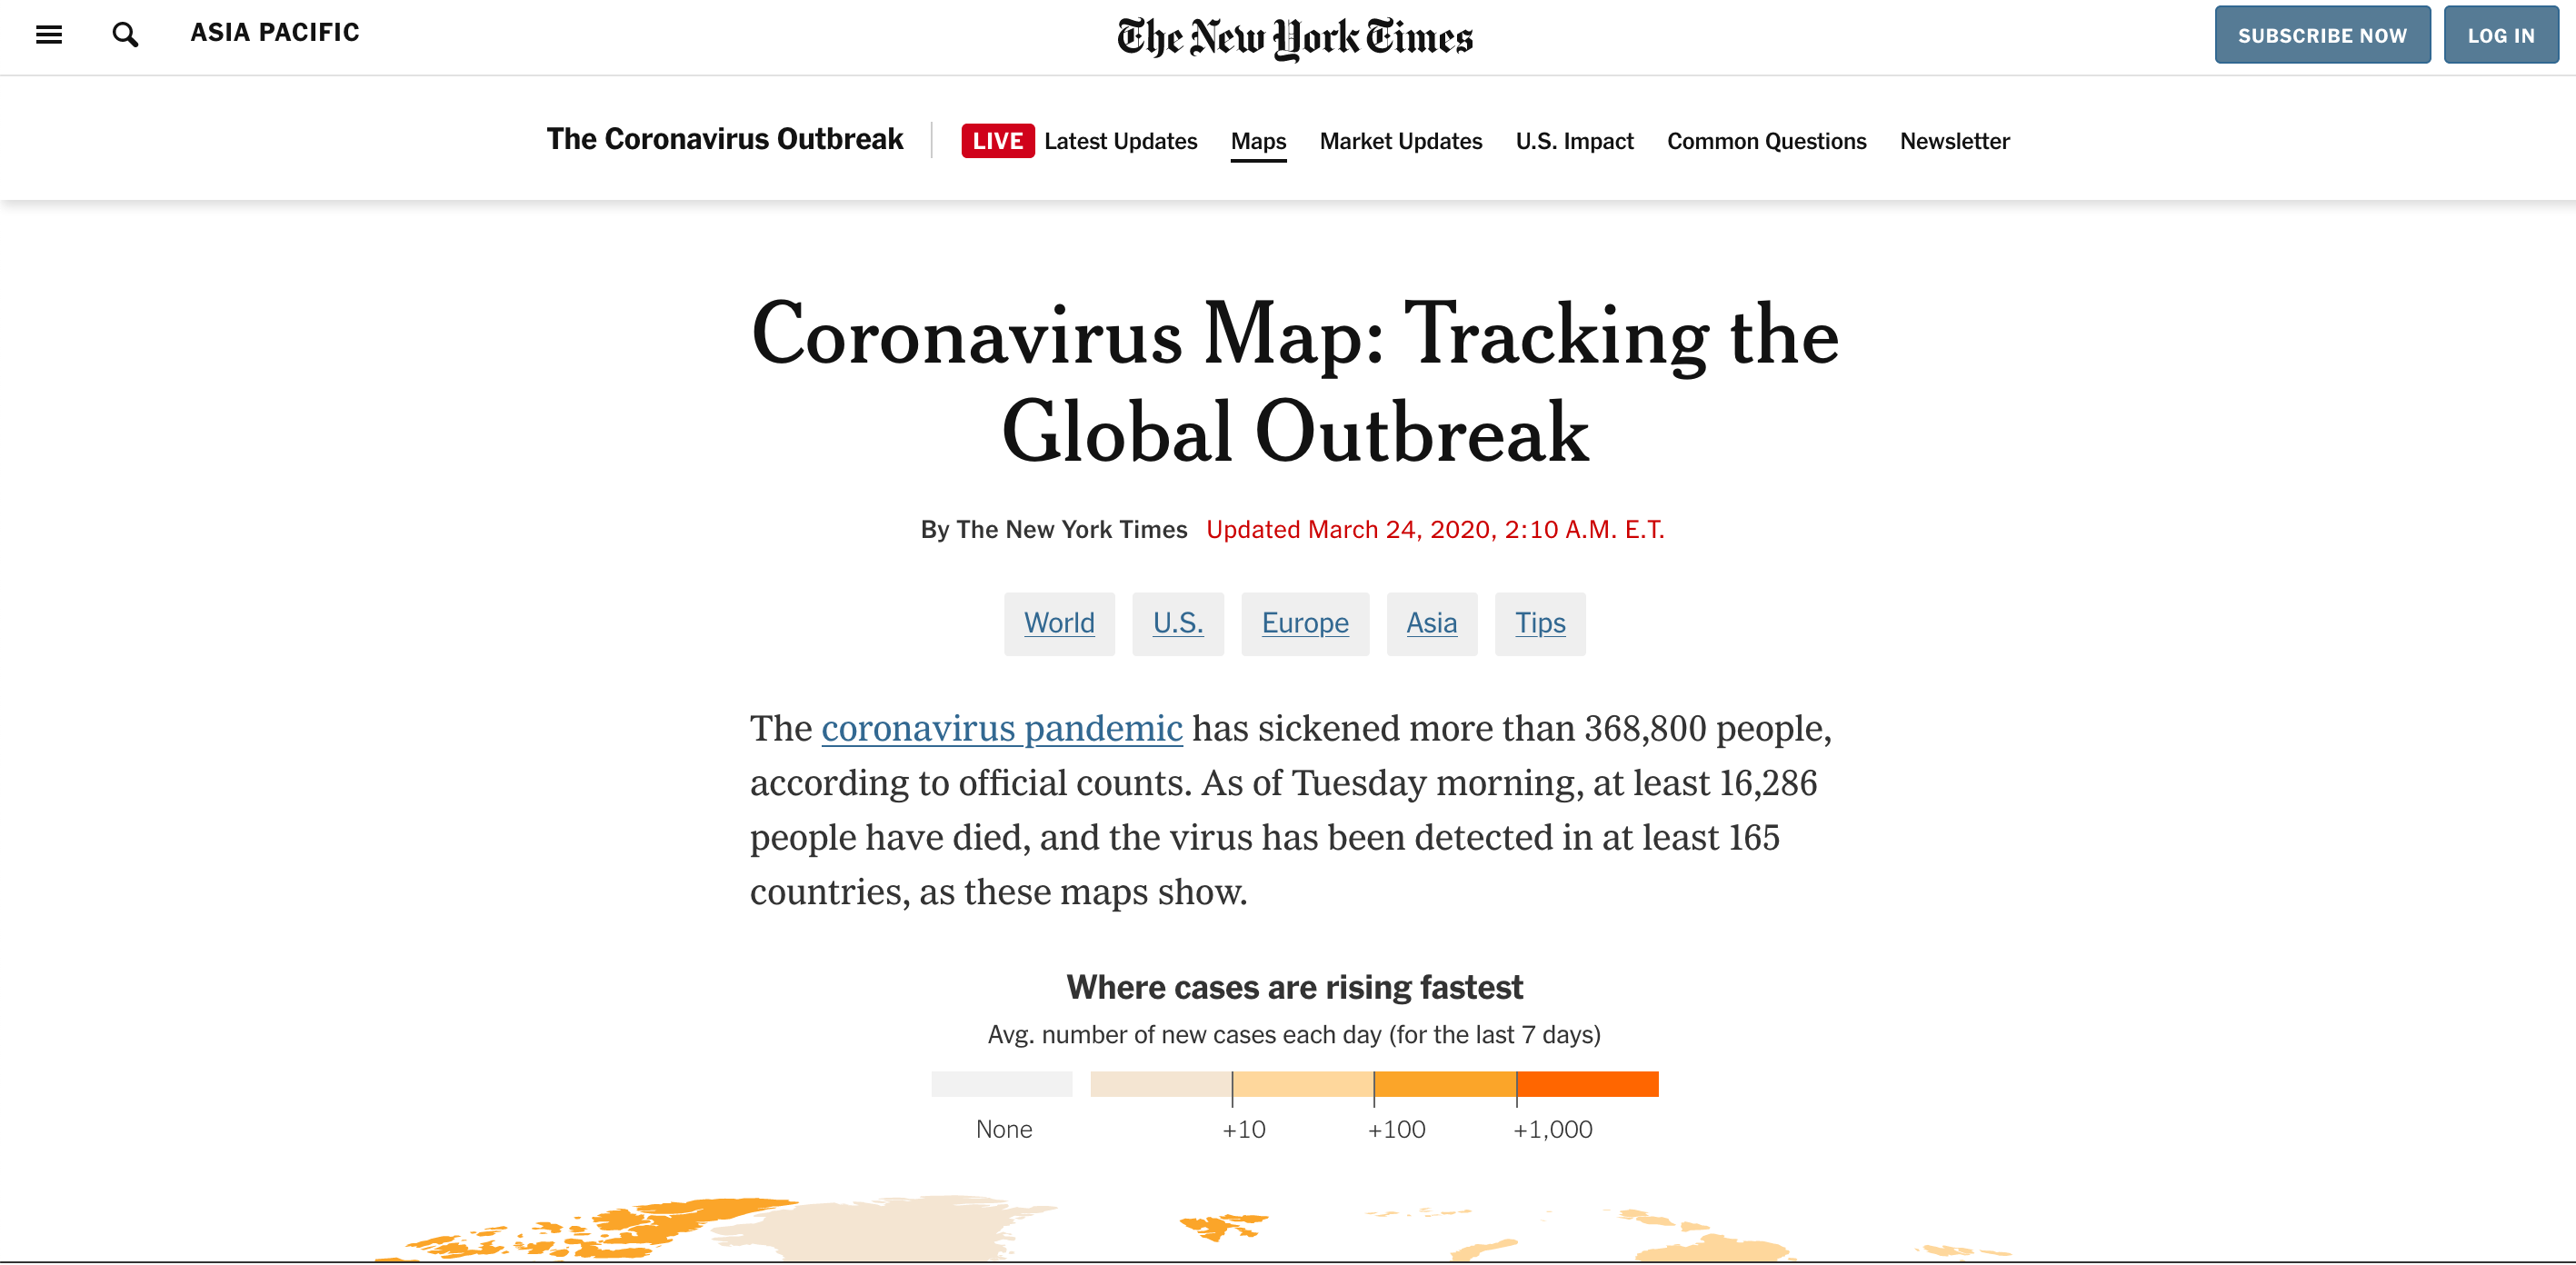 ASIA PACIFIC
The New York Times
SUBSCRIBE NOW
LOG IN
The Coronavirus Outbreak
LIVE Latest Updates Maps Market Updates U.S. Impact Common Questions Newsletter
Coronavirus Map: Tracking the
Global Outbreak
By The New York Times Updated March 24, 2020, 2:10 A.M. E.T.
World U.S. Europe Asia Tips
The coronavirus pandemic has sickened more than 368,800 people,
according to official counts. As of Tuesday morning, at least 16,286
people have died, and the virus has been detected in at least 165
countries, as these maps show.
Where cases are rising fastest
Avg. number of new cases each day (for the last 7 days)
None +10 +100 +1,000